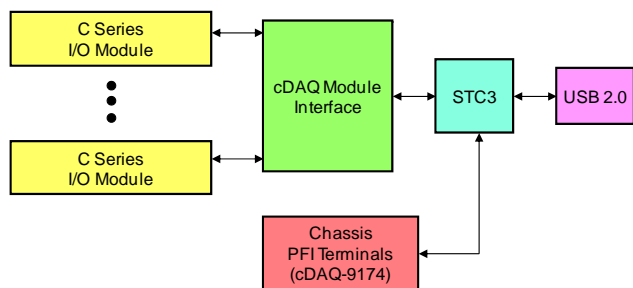 C Series
I/O Module
cDAQ Module
Interface
STC3
USB 2.0
C Series
I/O Module
Chassis
PFI Terminals
(cDAQ-9174)